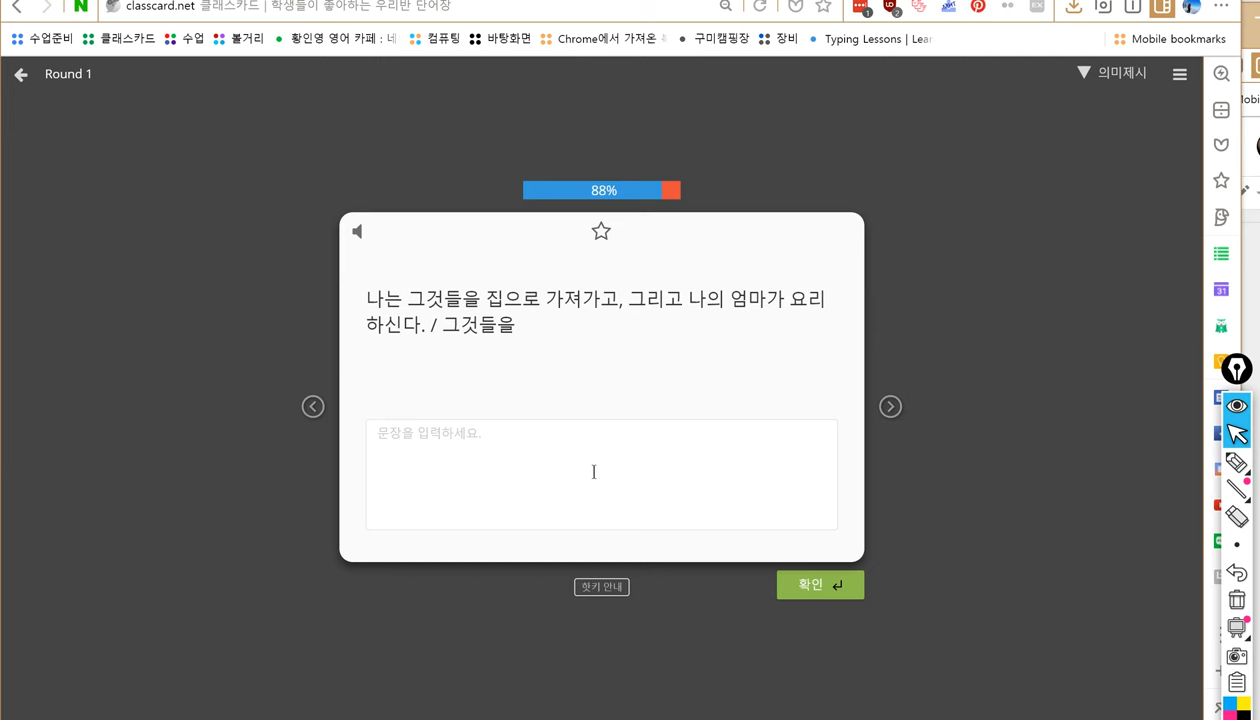 classcard.net 클래스카드 | 학생들이 좋아하는 우리반 단어장
수업준비 클래스카드 수업 볼거리 황인영 영어 카페 : 네 컴퓨팅 바탕화면 Chrome에서 가져온 구미캠핑장 장비 Typing Lessons | Lear Mobile bookmarks
Round 1
의미제시
88%
나는 그것들을 집으로 가져가고, 그리고 나의 엄마가 요리
하신다. / 그것들을
문장을 입력하세요.
핫키 안내
확인
31